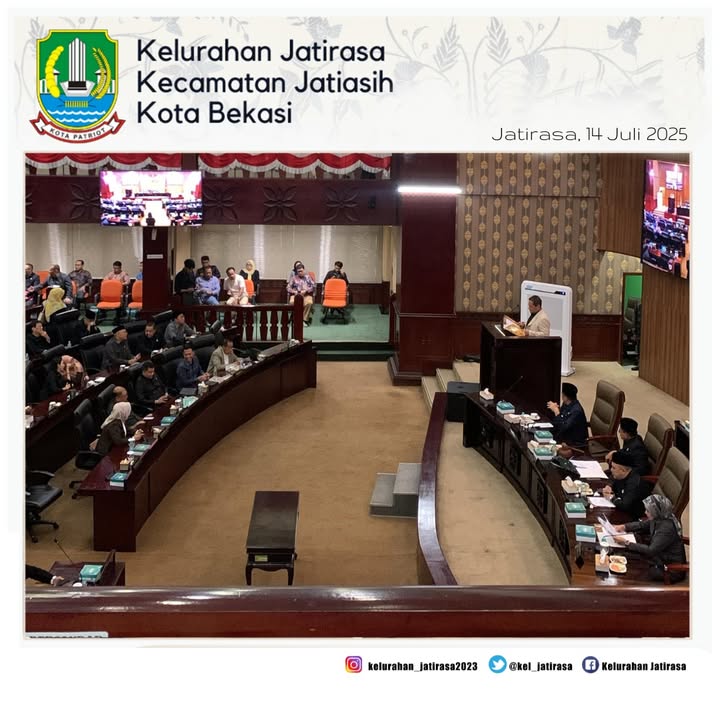 Kelurahan Jatirasa
Kecamatan Jatiasih
Kota Bekasi
KOTA PATRIOT
Jatirasa, 14 Juli 2025
kelurahan_jatirasa2023 @kel_jatirasa Kelurahan Jatirasa